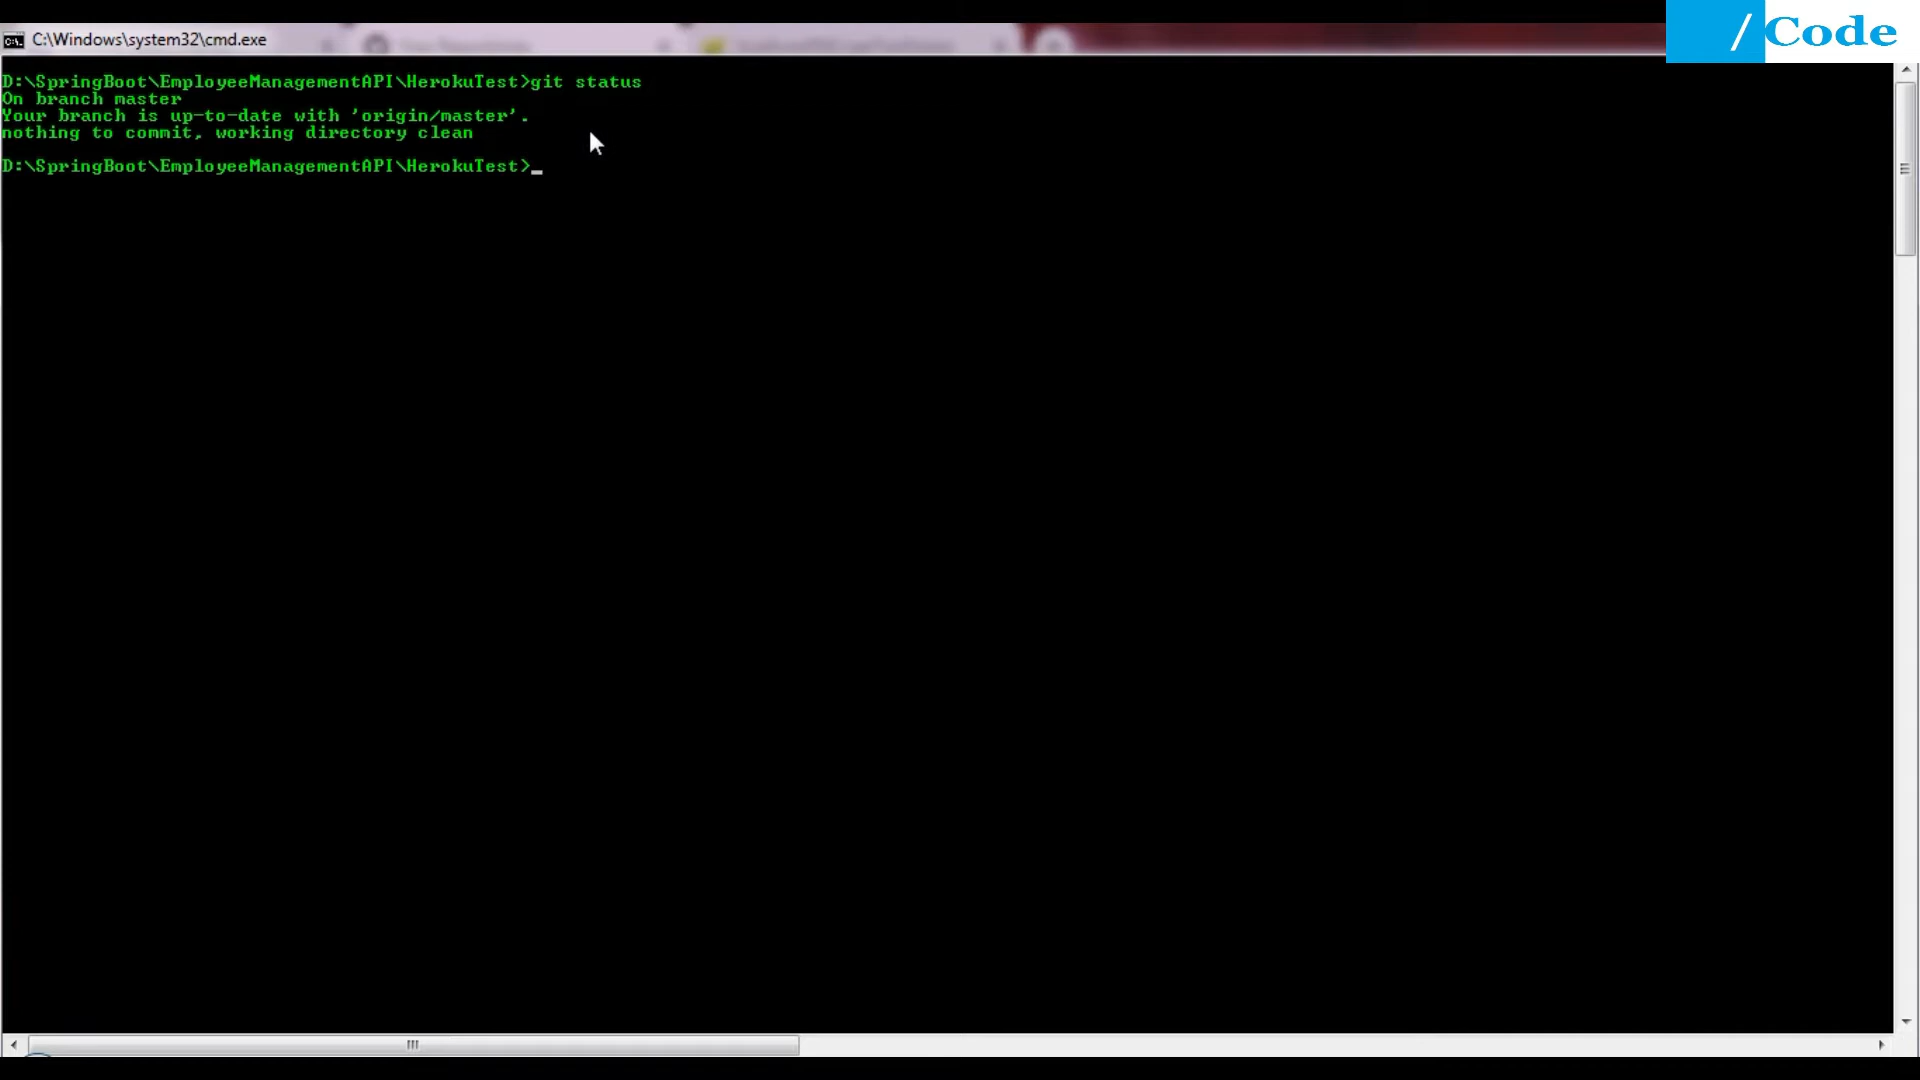 /Code
C:\Windows\system32\cmd.exe
D:\SpringBoot\EmployeeManagementAPI\HerokuTest>git status
On branch master
Your branch is up-to-date with 'origin/master'.
nothing to commit, working directory clean
D:\SpringBoot\EmployeeManagementAPI\HerokuTest>_